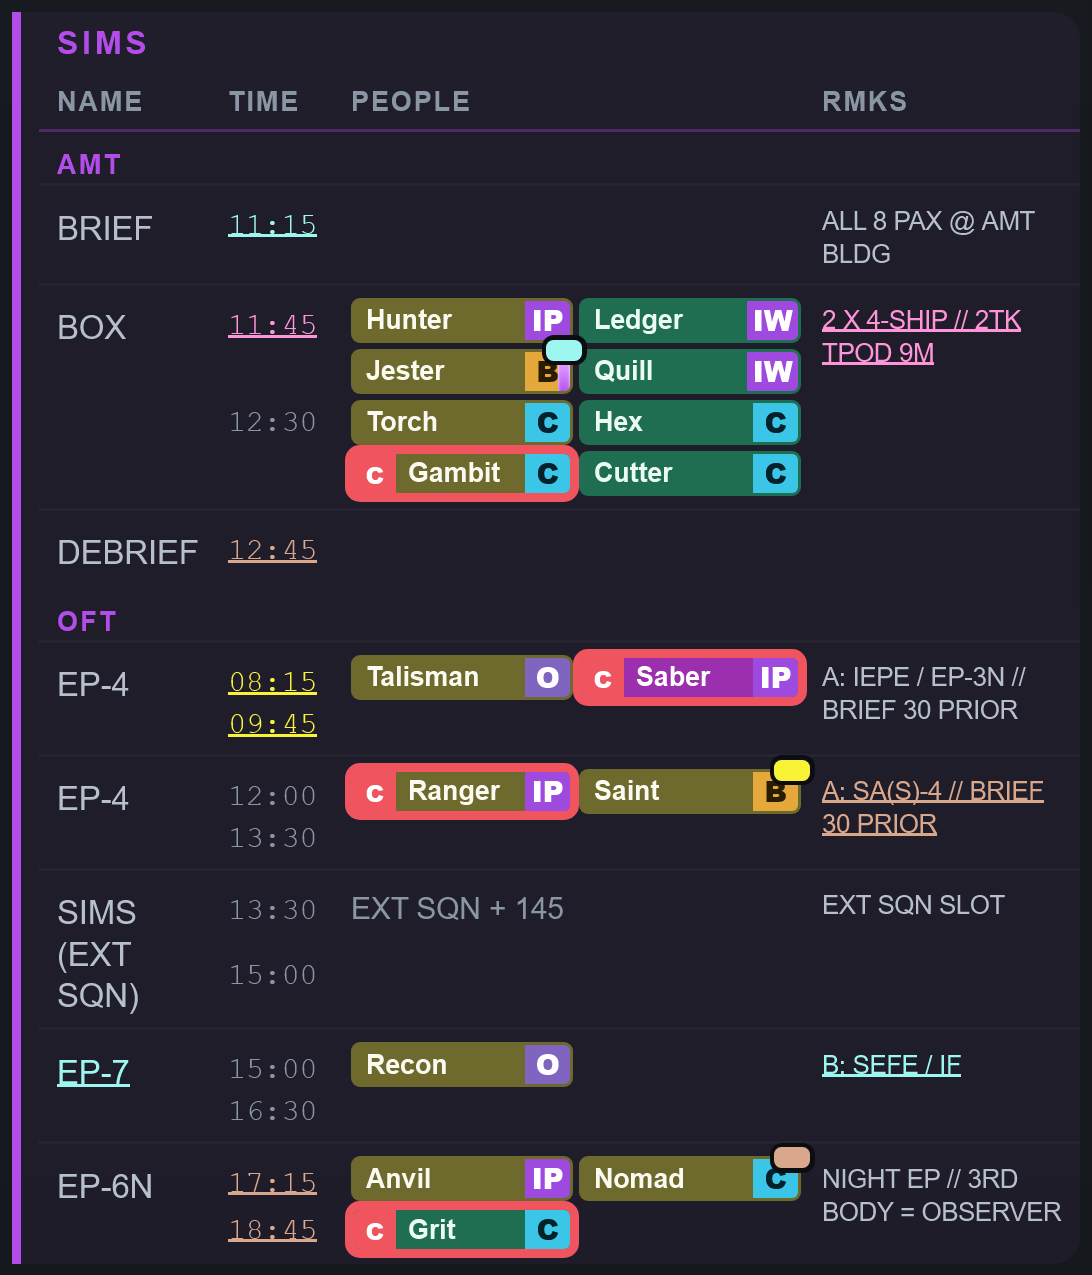 SIMS
NAME TIME PEOPLE RMKS
AMT
BRIEF 11:15 ALL 8 PAX @ AMT
BLDG
BOX 11:45 Hunter IP Ledger IW 2 X 4-SHIP // 2TK
Jester B Quill IW TPOD 9M
12:30 Torch C Hex C
c Gambit C Cutter C
DEBRIEF 12:45
OFT
EP-4 08:15 Talisman O c Saber IP A: IEPE / EP-3N //
09:45 BRIEF 30 PRIOR
EP-4 12:00 c Ranger IP Saint B A: SA(S)-4 // BRIEF
13:30 30 PRIOR
SIMS 13:30 EXT SQN + 145 EXT SQN SLOT
(EXT
15:00
SQN)
EP-7 15:00 Recon O B: SEFE / IF
16:30
EP-6N 17:15 Anvil IP Nomad C NIGHT EP // 3RD
18:45 c Grit C BODY = OBSERVER